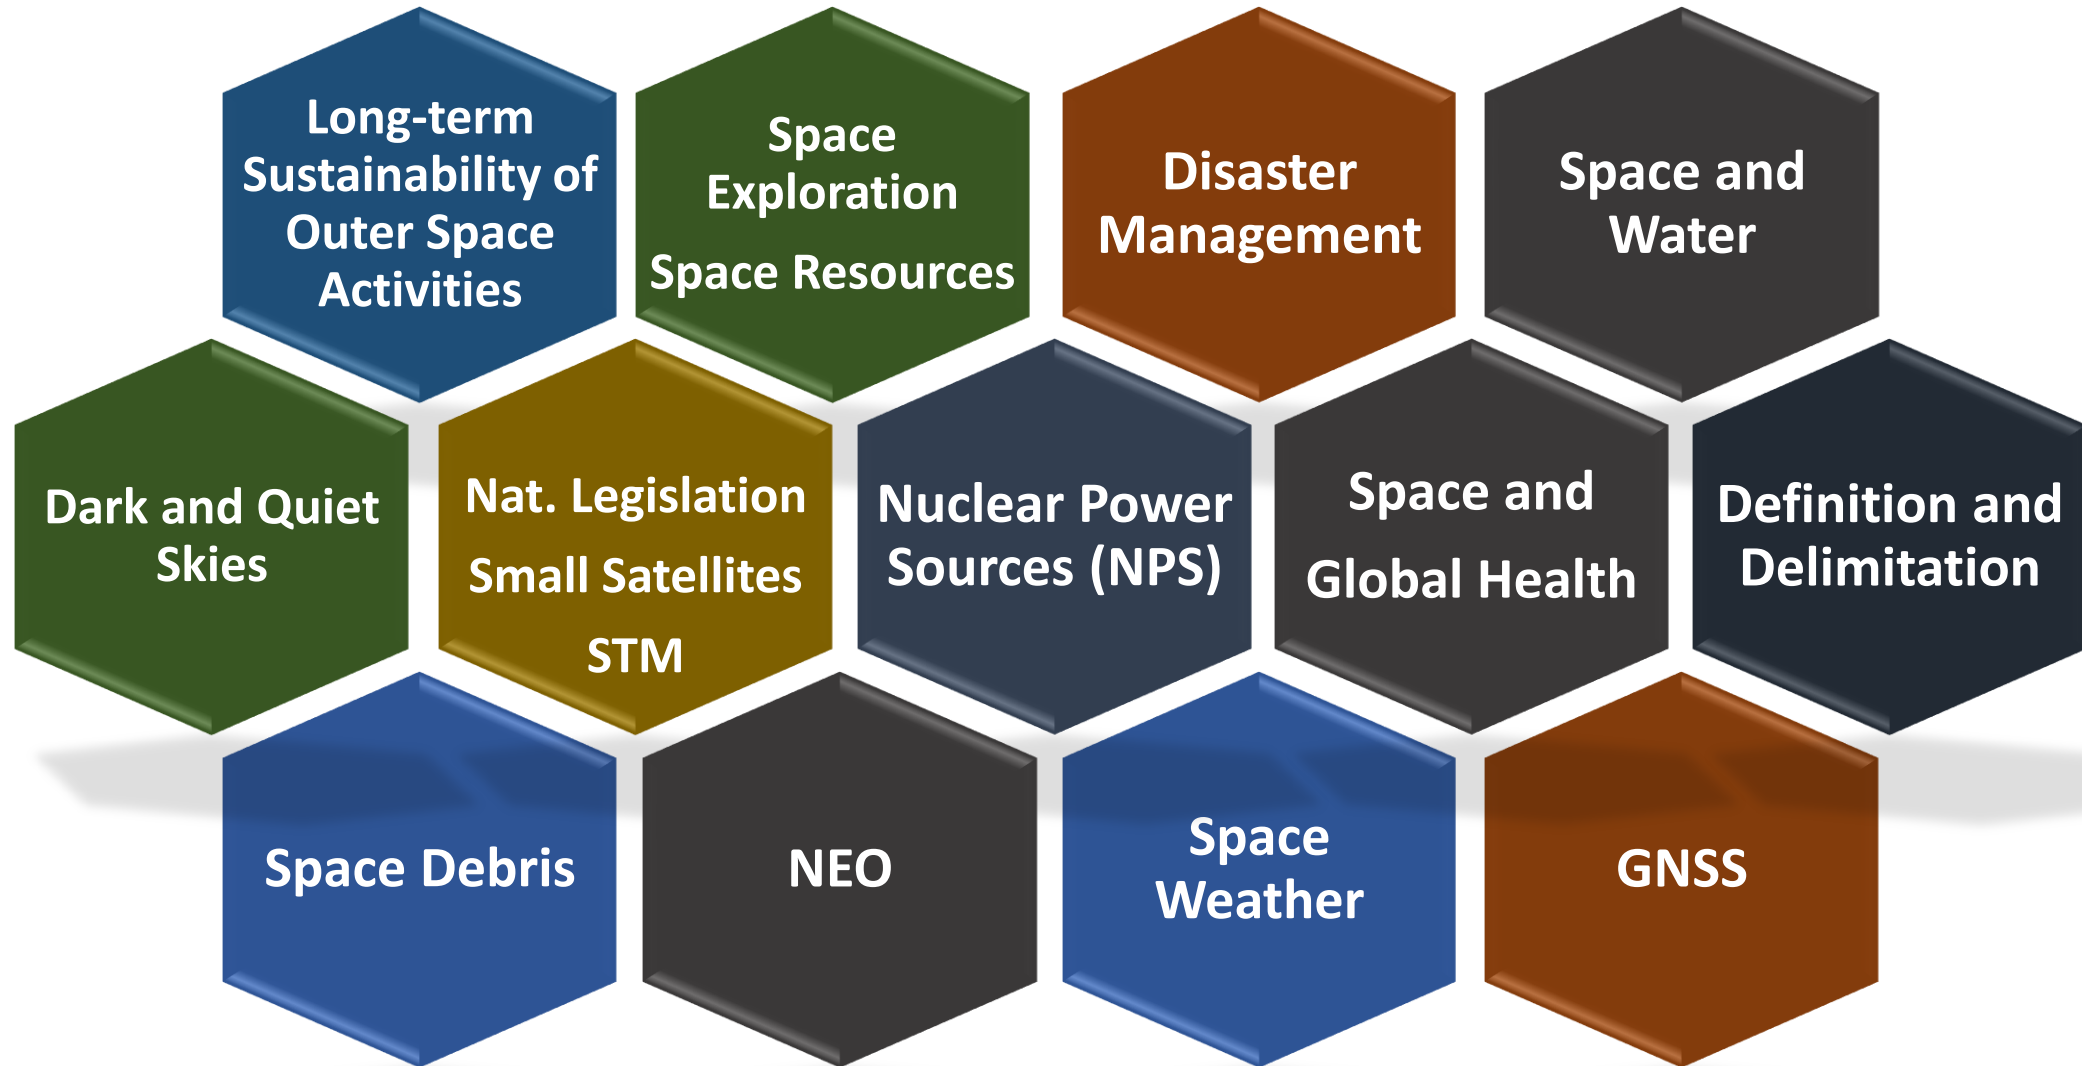 Long-term
Sustainability of
Outer Space
Activities
Space
Exploration
Space Resources
Disaster
Management
Space and
Water
Dark and Quiet
Skies
Nat. Legislation
Small Satellites
STM
Nuclear Power
Sources (NPS)
Space and
Global Health
Definition and
Delimitation
Space Debris
NEO
Space
Weather
GNSS